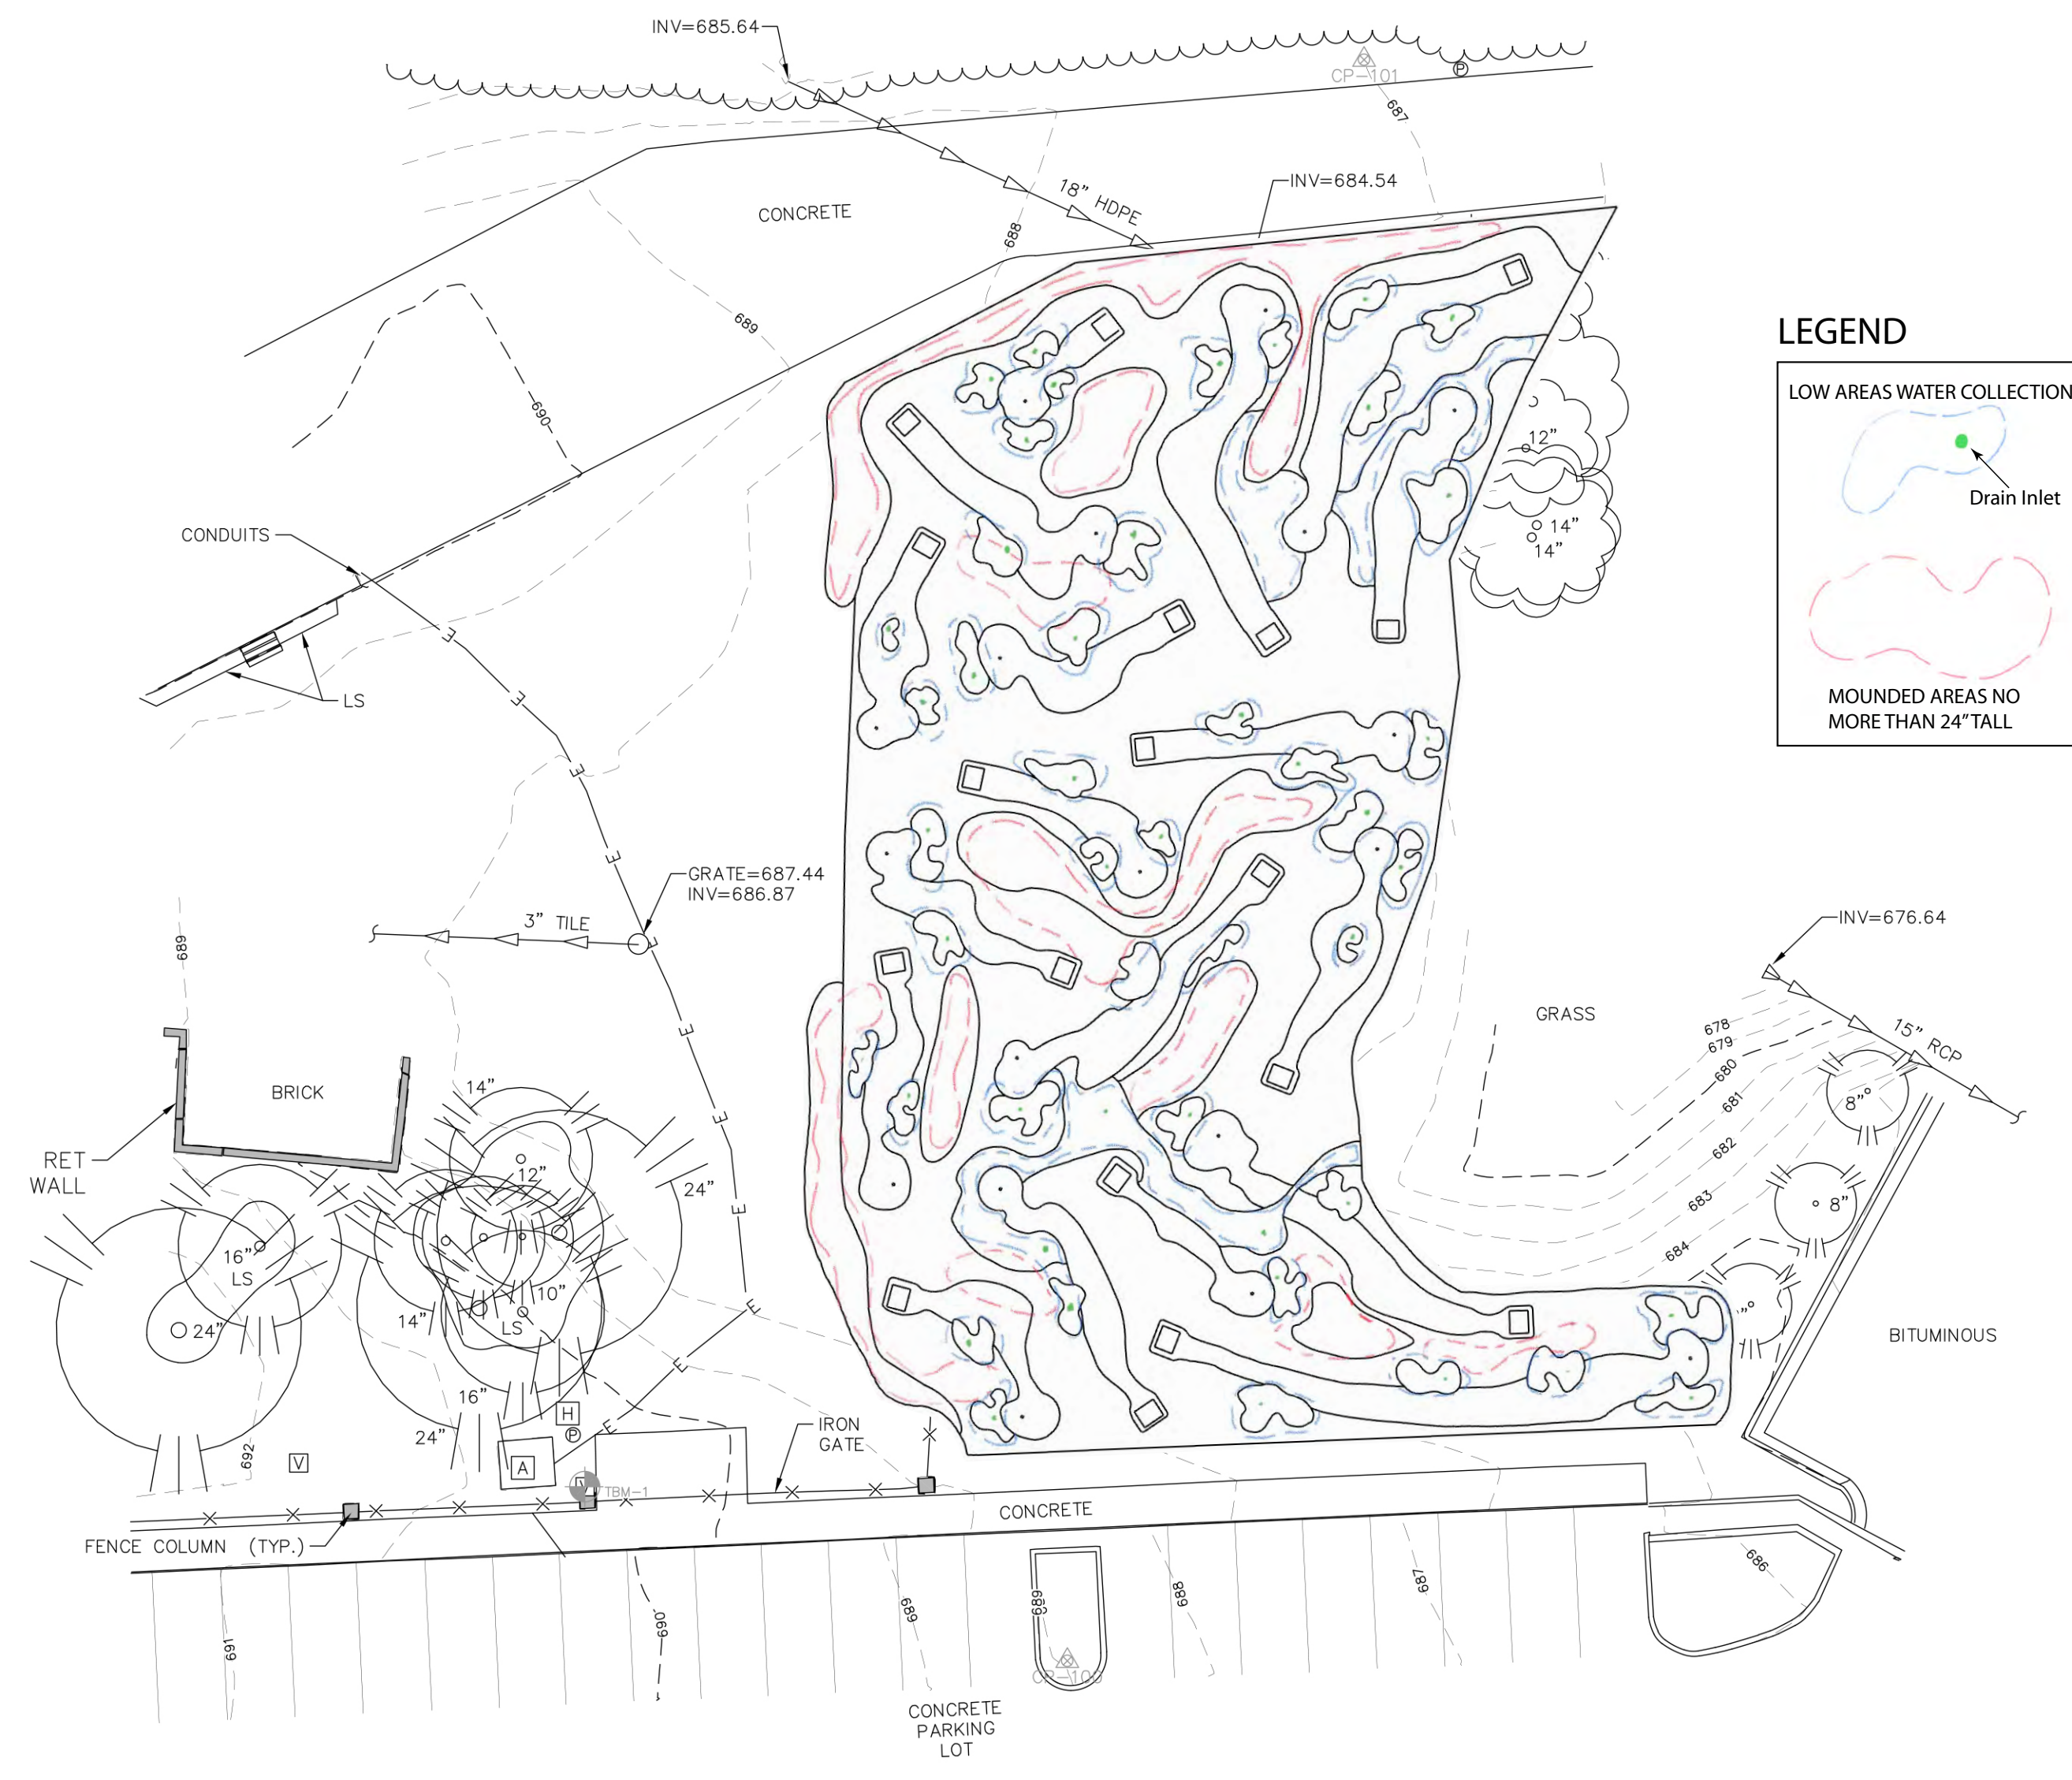 INV=685.64
CP-101
P
687
18" HDPE
INV=684.54
CONCRETE
688
689
690
LEGEND
LOW AREAS WATER COLLECTION
Drain Inlet
MOUNDED AREAS NO
MORE THAN 24" TALL
12"
14"
14"
CONDUITS
E
E
LS
E
E
GRATE=687.44
INV=686.87
3" TILE
E
INV=676.64
689
E
GRASS
678
679
15" RCP
680
BRICK
14"
E
681
8"
RET
WALL
682
12"
24"
E
683
8"
16"
LS
684
10"
E
24"
14"
LS
BITUMINOUS
E
16"
H
P
IRON
GATE
24"
E
692
V
A
TBM-1
CONCRETE
FENCE COLUMN (TYP.)
686
691
690
689
689
688
687
CP-100
CONCRETE
PARKING
LOT